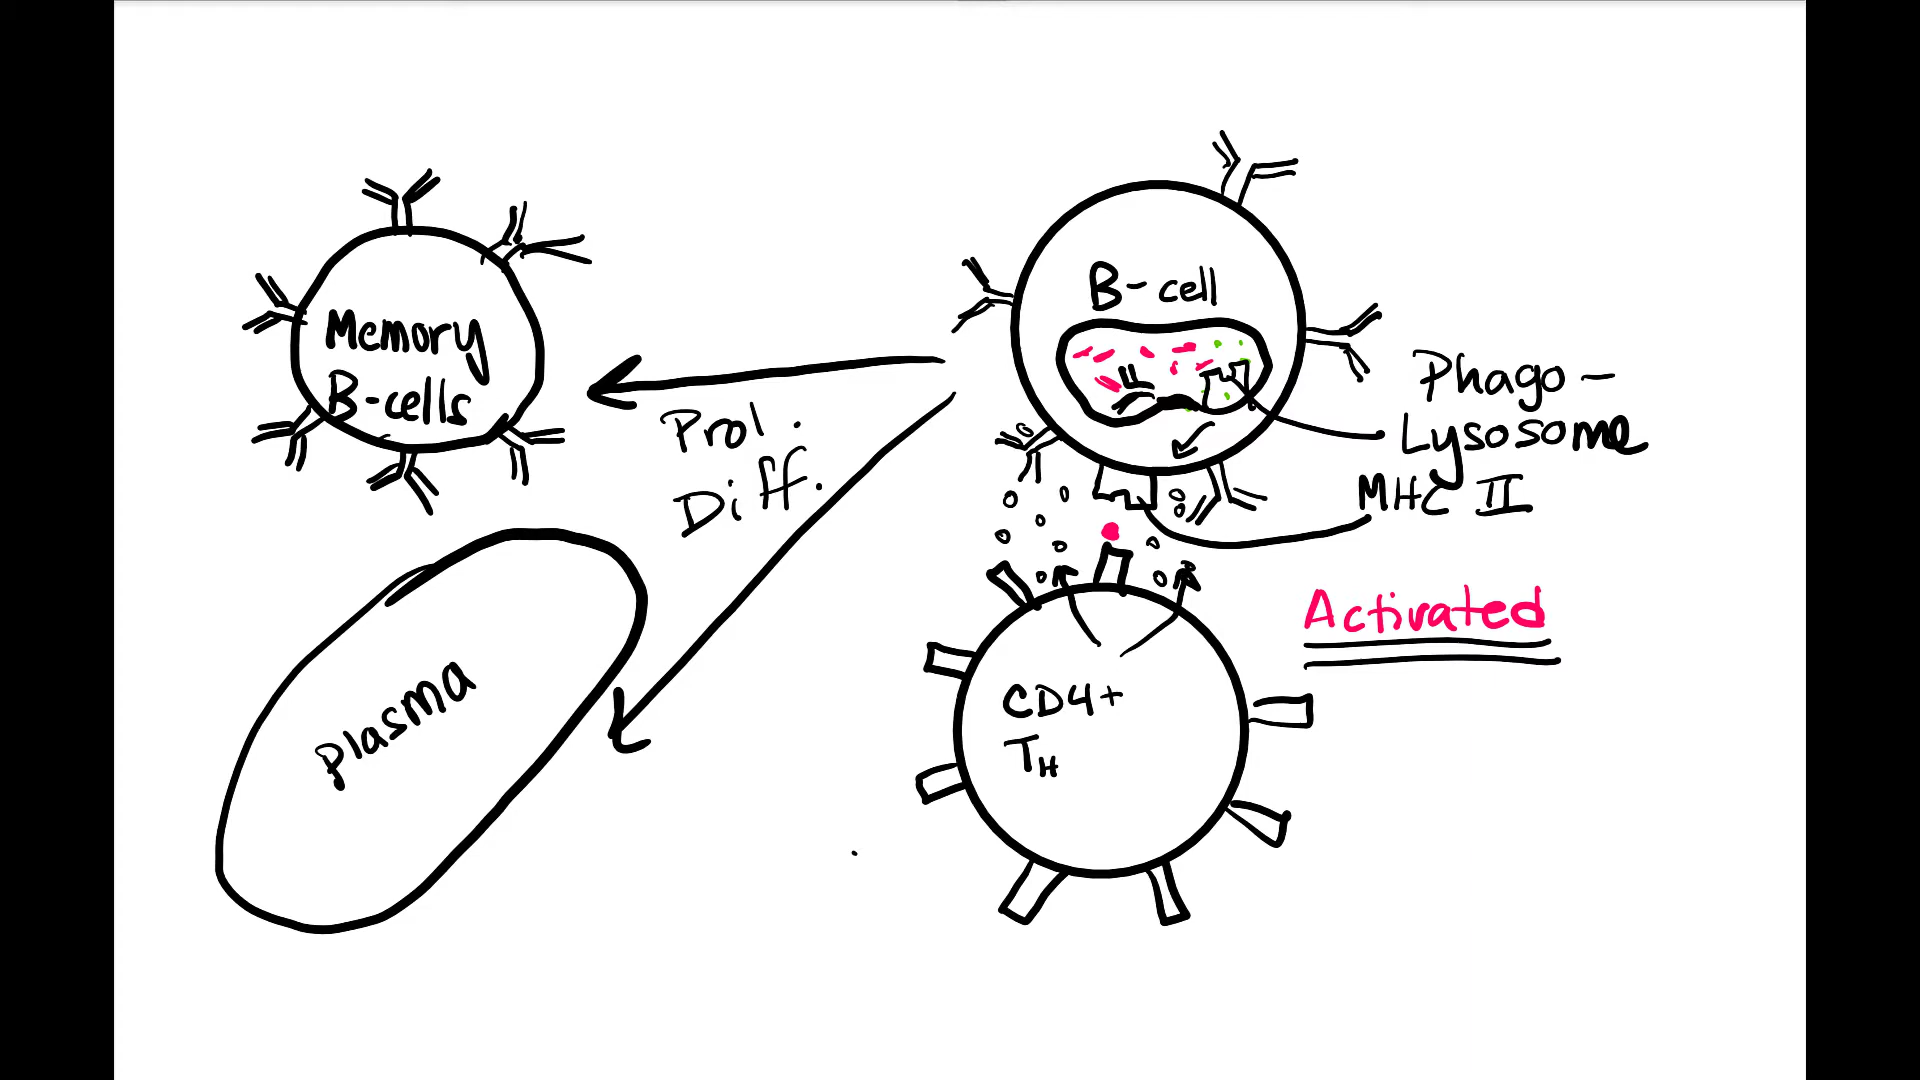 Memory
B-cells
Prol.
Diff.
Plasma
B-cell
Phago-
Lysosome
MHC II
Activated
CD4+
TH